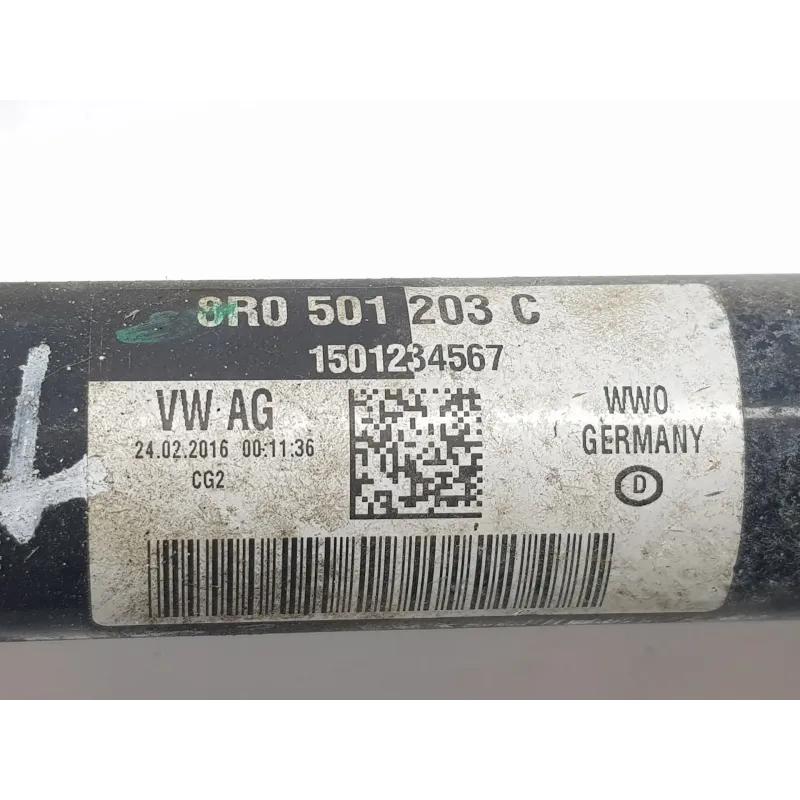 8R0 501 203 C
1501234567
VW AG
24.02.2016 00:11:36
CG2
WWO
GERMANY
D